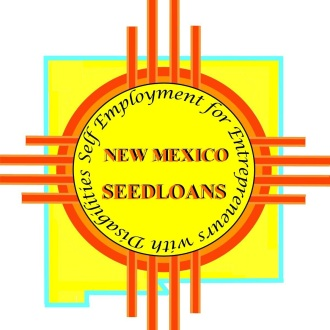 Self Employment for Entrepreneurs with Disabilities
NEW MEXICO
SEEDLOANS